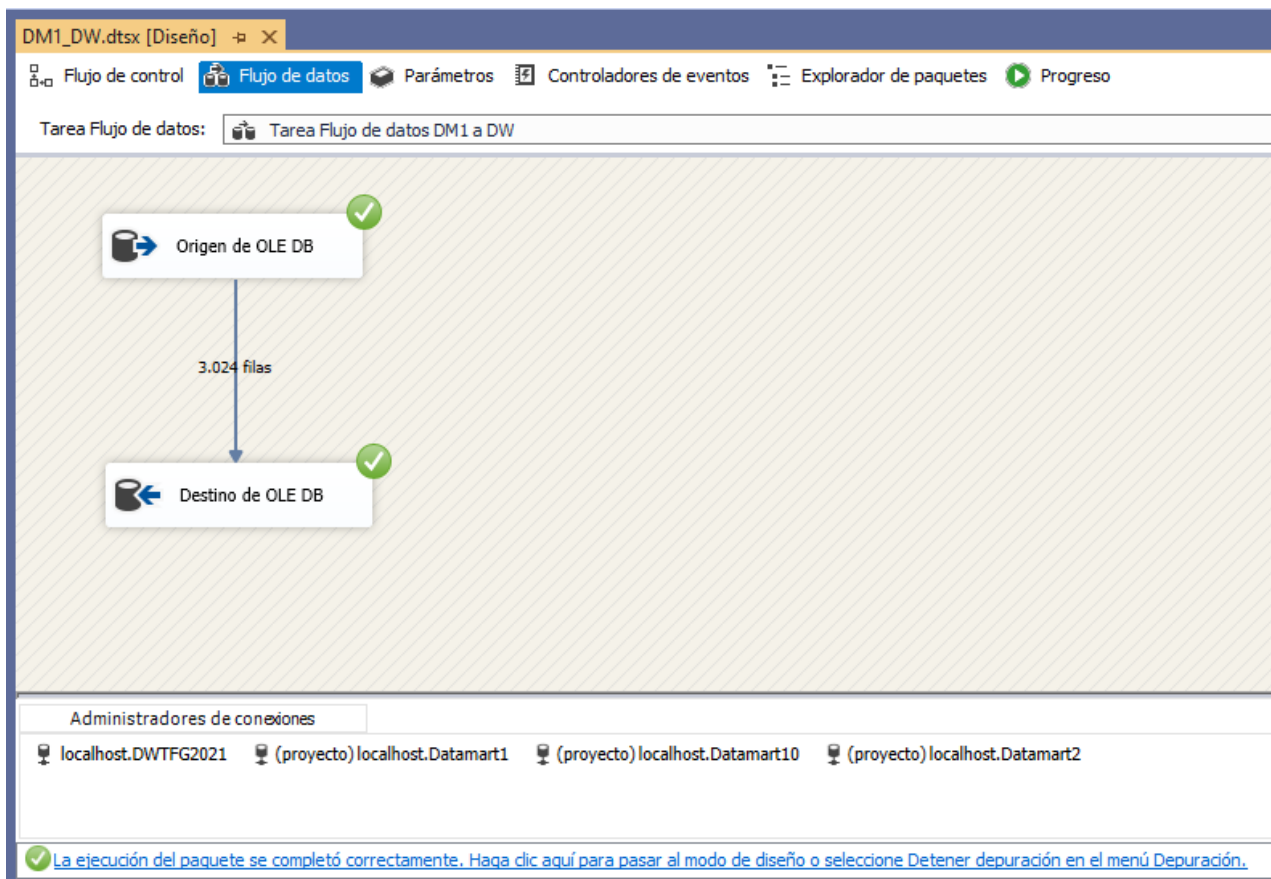 DM1_DW.dtsx [Diseño]
Flujo de control Flujo de datos Parámetros Controladores de eventos Explorador de paquetes Progreso
Tarea Flujo de datos: Tarea Flujo de datos DM1 a DW
Origen de OLE DB
3.024 filas
Destino de OLE DB
Administradores de conexiones
localhost.DWTFG2021 (proyecto) localhost.Datamart1 (proyecto) localhost.Datamart10 (proyecto) localhost.Datamart2
La ejecución del paquete se completó correctamente. Haga clic aquí para pasar al modo de diseño o seleccione Detener depuración en el menú Depuración.